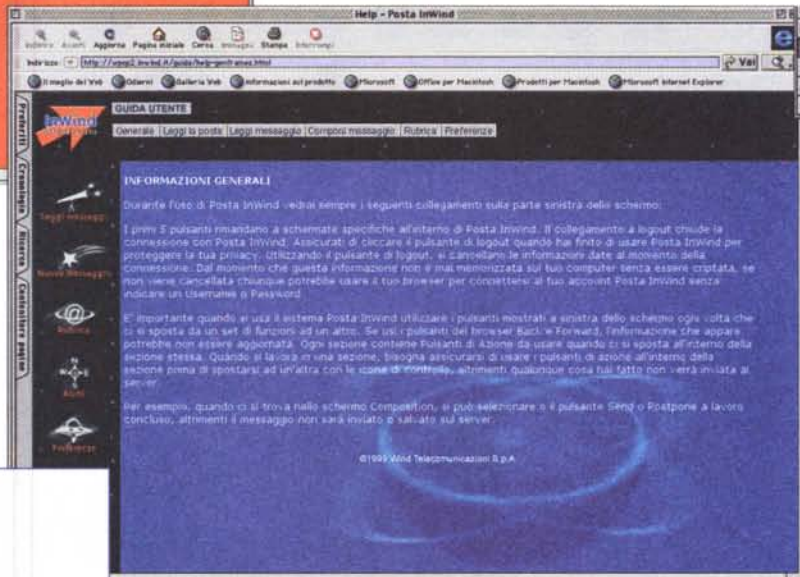 Help - Posta InWind
Indietro Avanti Aggiorna Pagina iniziale Cerca Immagini Stampa Interrompi
Indirizzo http://wpop2.inwind.it/guida/help-genframes.html Vai
Il meglio del Web Odierni Galleria Web Informazioni sul prodotto Microsoft Office per Macintosh Prodotti per Macintosh Microsoft Internet Explorer
Preferiti
Cronologia
Ricerca
Contenitore pagine
InWind
GUIDA UTENTE
Generale Leggi la posta Leggi messaggio Componi messaggio Rubrica Preferenze
Leggi messaggi
Nuovo Messaggio
Rubrica
N
W E
S
Aiuti
Preferenze
INFORMAZIONI GENERALI
Durante l'uso di Posta InWind vedrai sempre i seguenti collegamenti sulla parte sinistra dello schermo:
I primi 5 pulsanti rimandano a schermate specifiche all'interno di Posta InWind. Il collegamento a logout chiude la
connessione con Posta InWind. Assicurati di cliccare il pulsante di logout quando hai finito di usare Posta InWind per
proteggere la tua privacy. Utilizzando il pulsante di logout, si cancellano le informazioni date al momento della
connessione. Dal momento che questa informazione non è mai memorizzata sul tuo computer senza essere criptata, se
non viene cancellata chiunque potrebbe usare il tuo browser per connettersi al tuo account Posta InWind senza
indicare un Username o Password.
E' importante quando si usa il sistema Posta InWind utilizzare i pulsanti mostrati a sinistra dello schermo ogni volta che
ci si sposta da un set di funzioni ad un altro. Se usi i pulsanti del browser Back e Forward, l'informazione che appare
potrebbe non essere aggiornata. Ogni sezione contiene Pulsanti di Azione da usare quando ci si sposta all'interno della
sezione stessa. Quando si lavora in una sezione, bisogna assicurarsi di usare i pulsanti di azione all'interno della
sezione prima di spostarsi ad un'altra con le icone di controllo, altrimenti qualunque cosa hai fatto non verrà inviata al
server.
Per esempio, quando ci si trova nello schermo Composition, si può selezionare o il pulsante Send o Postpone a lavoro
concluso, altrimenti il messaggio non sarà inviato o salvato sul server.
©1999 Wind Telecomunicazioni S.p.A.